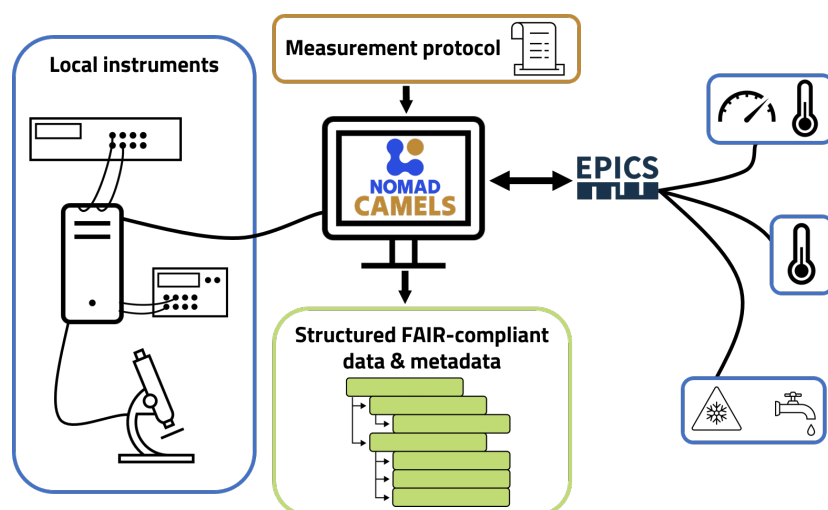 Local instruments
Measurement protocol
NOMAD
CAMELS
EPICS
Structured FAIR-compliant
data & metadata